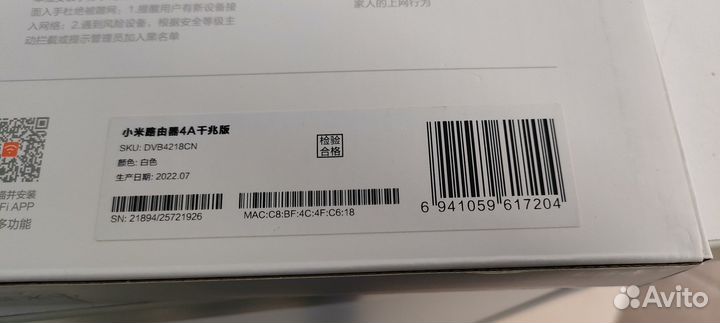 面入手杜绝被蹭网：1.提醒用户有新设备接
入网络；2.遇到风险设备，根据安全等级主
动拦截或提示管理员加入黑名单
家人的上网行为
描并安装
Fi APP
多功能
小米路由器4A千兆版
SKU: DVB4218CN
颜色: 白色
生产日期: 2022.07
检验
合格
SN: 21894/25721926
MAC:C8:BF:4C:4F:C6:18
6 941059 617204
Avito